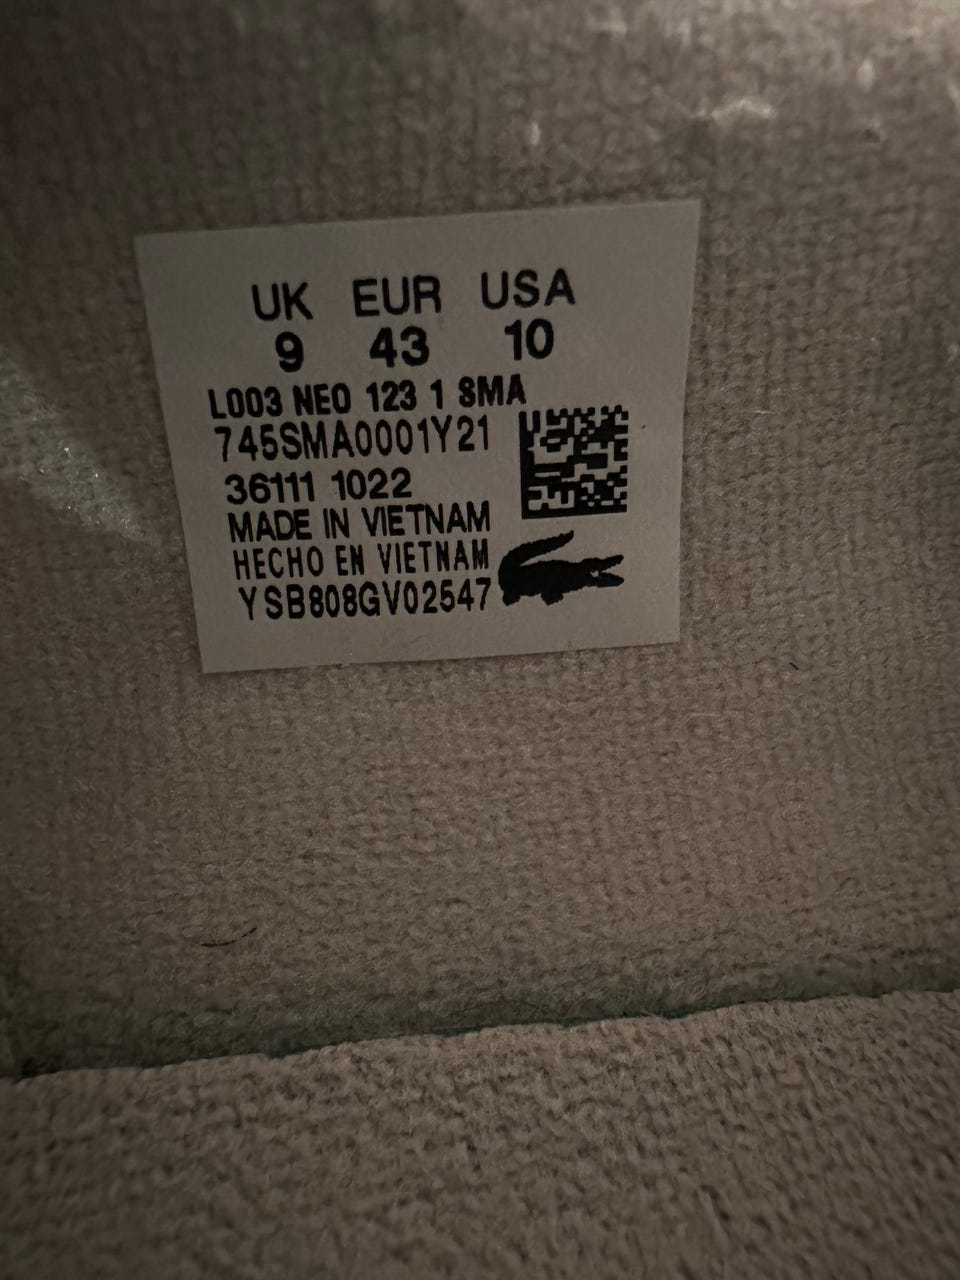 UK EUR USA
9 43 10
L003 NEO 123 1 SMA
745SMA0001Y21
36111 1022
MADE IN VIETNAM
HECHO EN VIETNAM
YSB808GV02547